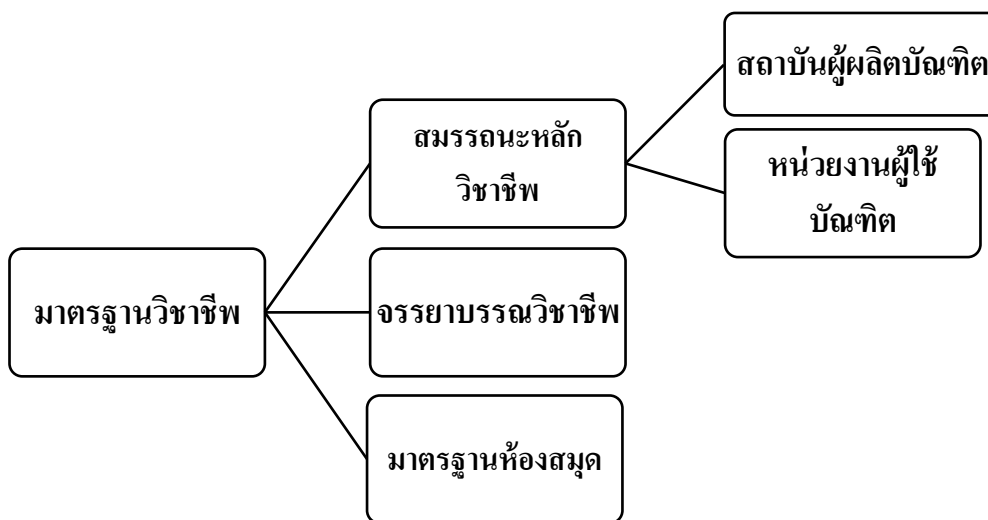 สถาบันผู้ผลิตบัณฑิต
สมรรถนะหลัก
วิชาชีพ
หน่วยงานผู้ใช้
บัณฑิต
มาตรฐานวิชาชีพ
จรรยาบรรณวิชาชีพ
มาตรฐานห้องสมุด